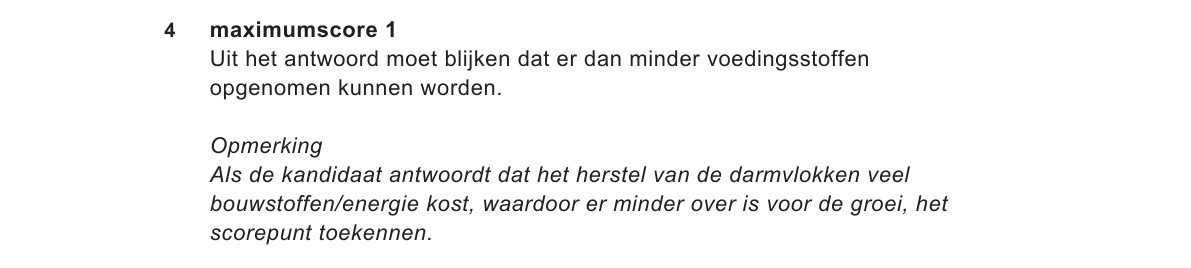 4 maximumscore 1
Uit het antwoord moet blijken dat er dan minder voedingsstoffen
opgenomen kunnen worden.
Opmerking
Als de kandidaat antwoordt dat het herstel van de darmvlokken veel
bouwstoffen/energie kost, waardoor er minder over is voor de groei, het
scorepunt toekennen.